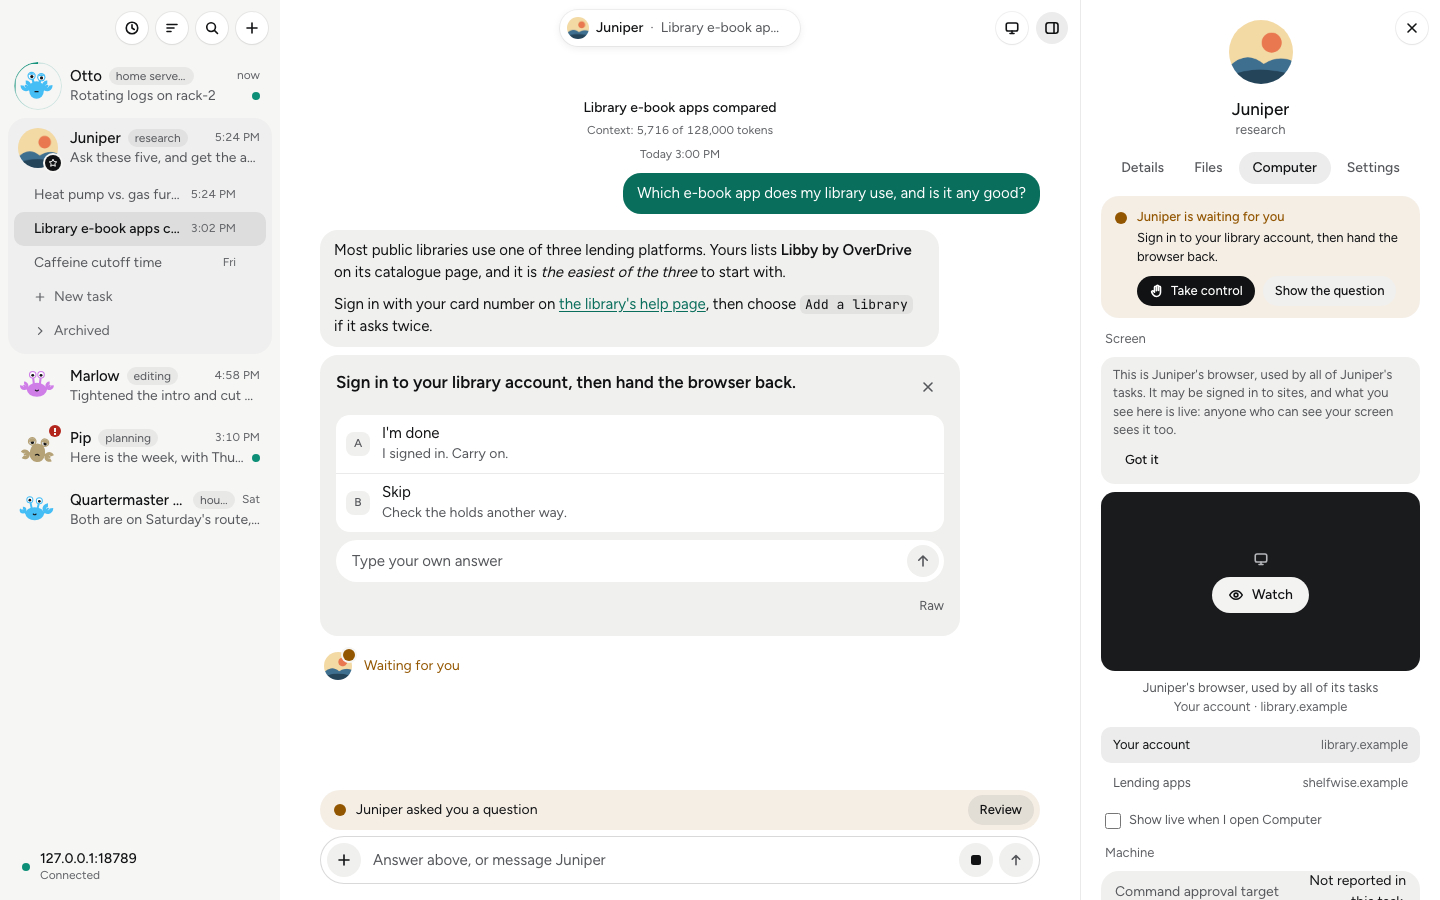 Otto
home serve...
now
Rotating logs on rack-2
Juniper
research
5:24 PM
Ask these five, and get the a...
Heat pump vs. gas fur...
5:24 PM
Library e-book apps c...
3:02 PM
Caffeine cutoff time
Fri
New task
Archived
Marlow
editing
4:58 PM
Tightened the intro and cut ...
Pip
planning
3:10 PM
Here is the week, with Thu...
Quartermaster ...
hou...
Sat
Both are on Saturday's route,...
127.0.0.1:18789
Connected
Juniper · Library e-book ap...
Library e-book apps compared
Context: 5,716 of 128,000 tokens
Today 3:00 PM
Which e-book app does my library use, and is it any good?
Most public libraries use one of three lending platforms. Yours lists Libby by OverDrive
on its catalogue page, and it is the easiest of the three to start with.
Sign in with your card number on the library's help page, then choose Add a library
if it asks twice.
Sign in to your library account, then hand the browser back.
A
I'm done
I signed in. Carry on.
B
Skip
Check the holds another way.
Type your own answer
Raw
Waiting for you
Juniper asked you a question
Review
Answer above, or message Juniper
Juniper
research
Details
Files
Computer
Settings
Juniper is waiting for you
Sign in to your library account, then hand the
browser back.
Take control
Show the question
Screen
This is Juniper's browser, used by all of Juniper's
tasks. It may be signed in to sites, and what you
see here is live: anyone who can see your screen
sees it too.
Got it
Watch
Juniper's browser, used by all of its tasks
Your account · library.example
Your account
library.example
Lending apps
shelfwise.example
Show live when I open Computer
Machine
Command approval target
Not reported in
this task